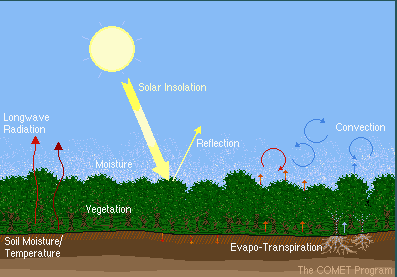 Solar Insolation
Longwave
Radiation
Convection
Reflection
Moisture
Vegetation
Soil Moisture/
Temperature
Evapo-Transpiration
The COMET Program